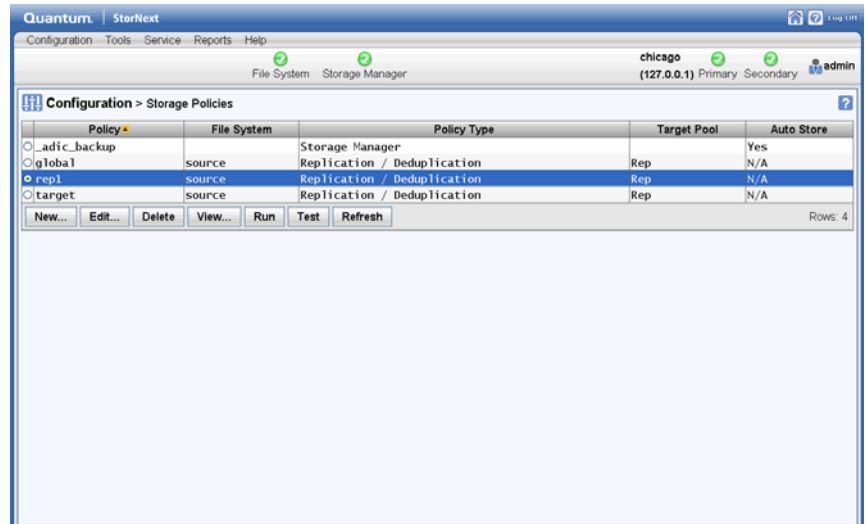 Quantum. StorNext Log Off
Configuration Tools Service Reports Help
File System Storage Manager
chicago
(127.0.0.1) Primary Secondary
admin
Configuration > Storage Policies ?
Policy File System Policy Type Target Pool Auto Store
_adic_backup Storage Manager Yes
global source Replication / Deduplication Rep N/A
rep1 source Replication / Deduplication Rep N/A
target source Replication / Deduplication Rep N/A
New... Edit... Delete View... Run Test Refresh Rows: 4